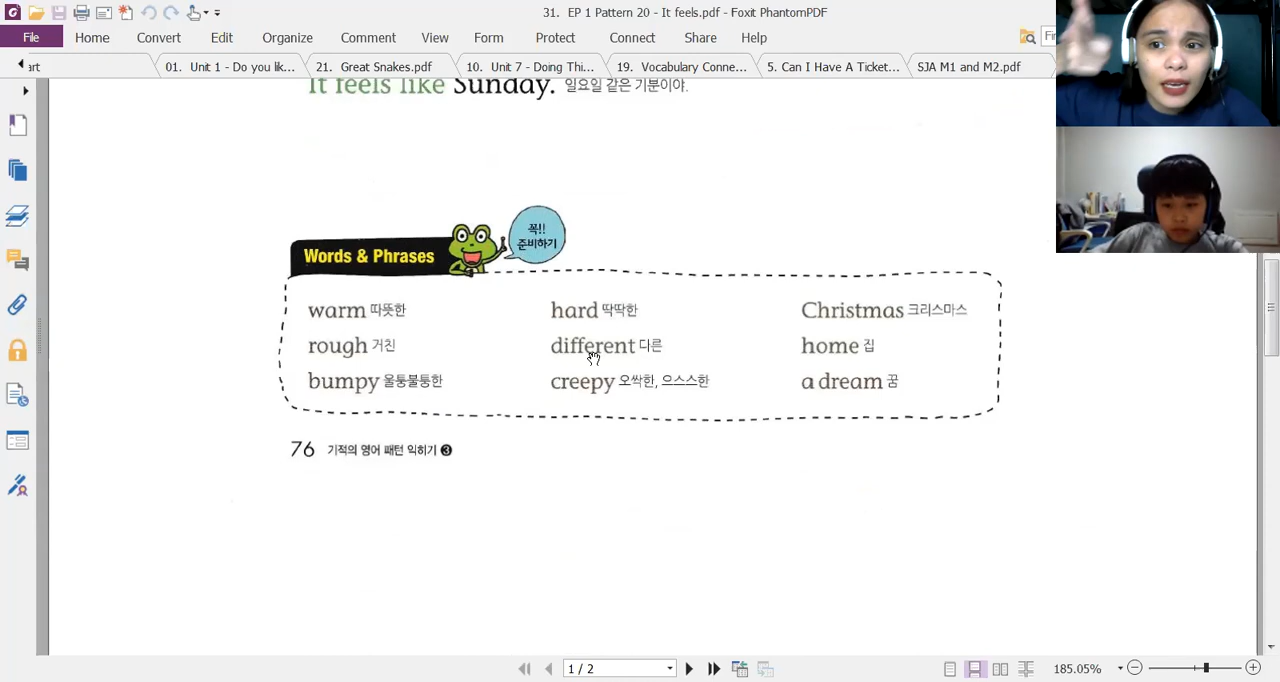 31. EP 1 Pattern 20 - It feels.pdf - Foxit PhantomPDF
File Home Convert Edit Organize Comment View Form Protect Connect Share Help
01. Unit 1 - Do you lik... 21. Great Snakes.pdf 10. Unit 7 - Doing Thi... 19. Vocabulary Conne... 5. Can I Have A Ticket... SJA M1 and M2.pdf
It feels like Sunday. 일요일 같은 기분이야.
꼭!!
준비하기
Words & Phrases
warm 따뜻한 hard 딱딱한 Christmas 크리스마스
rough 거친 different 다른 home 집
bumpy 울퉁불퉁한 creepy 오싹한, 으스스한 a dream 꿈
76 기적의 영어 패턴 익히기 ❸
1 / 2
185.05%